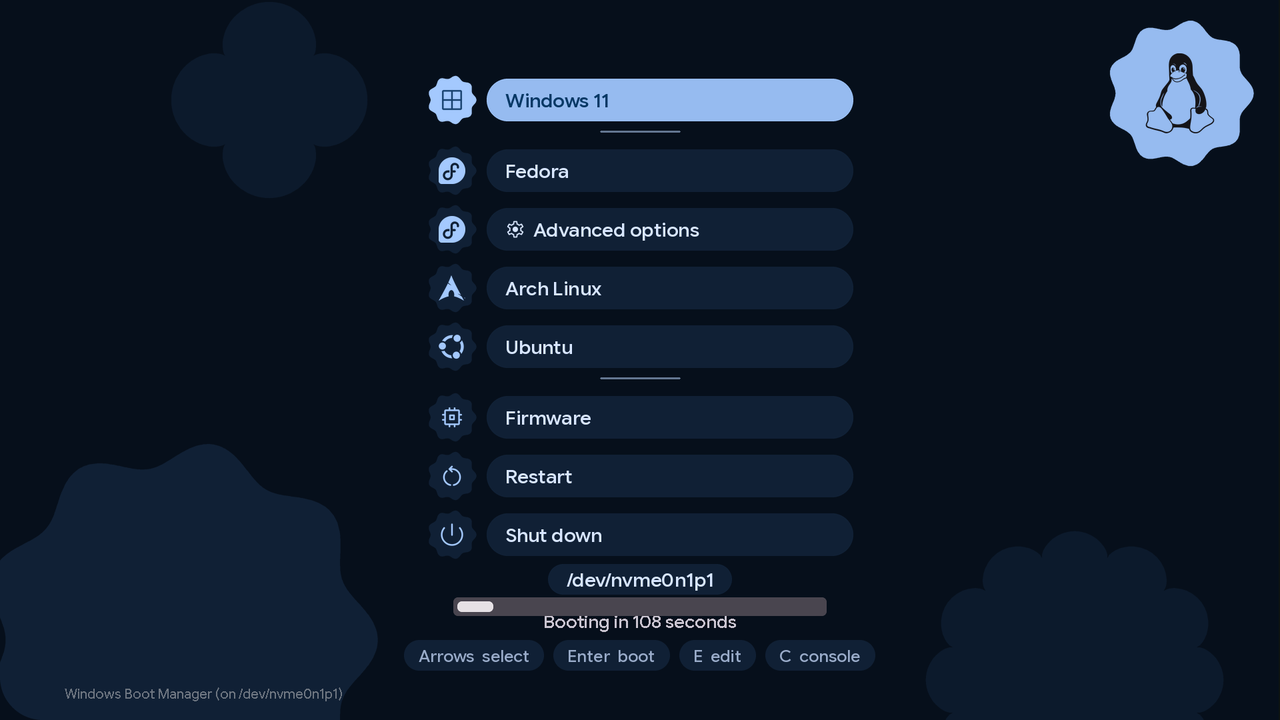 Windows 11
Fedora
Advanced options
Arch Linux
Ubuntu
Firmware
Restart
Shut down
/dev/nvme0n1p1
Booting in 108 seconds
Arrows select Enter boot E edit C console
Windows Boot Manager (on /dev/nvme0n1p1)